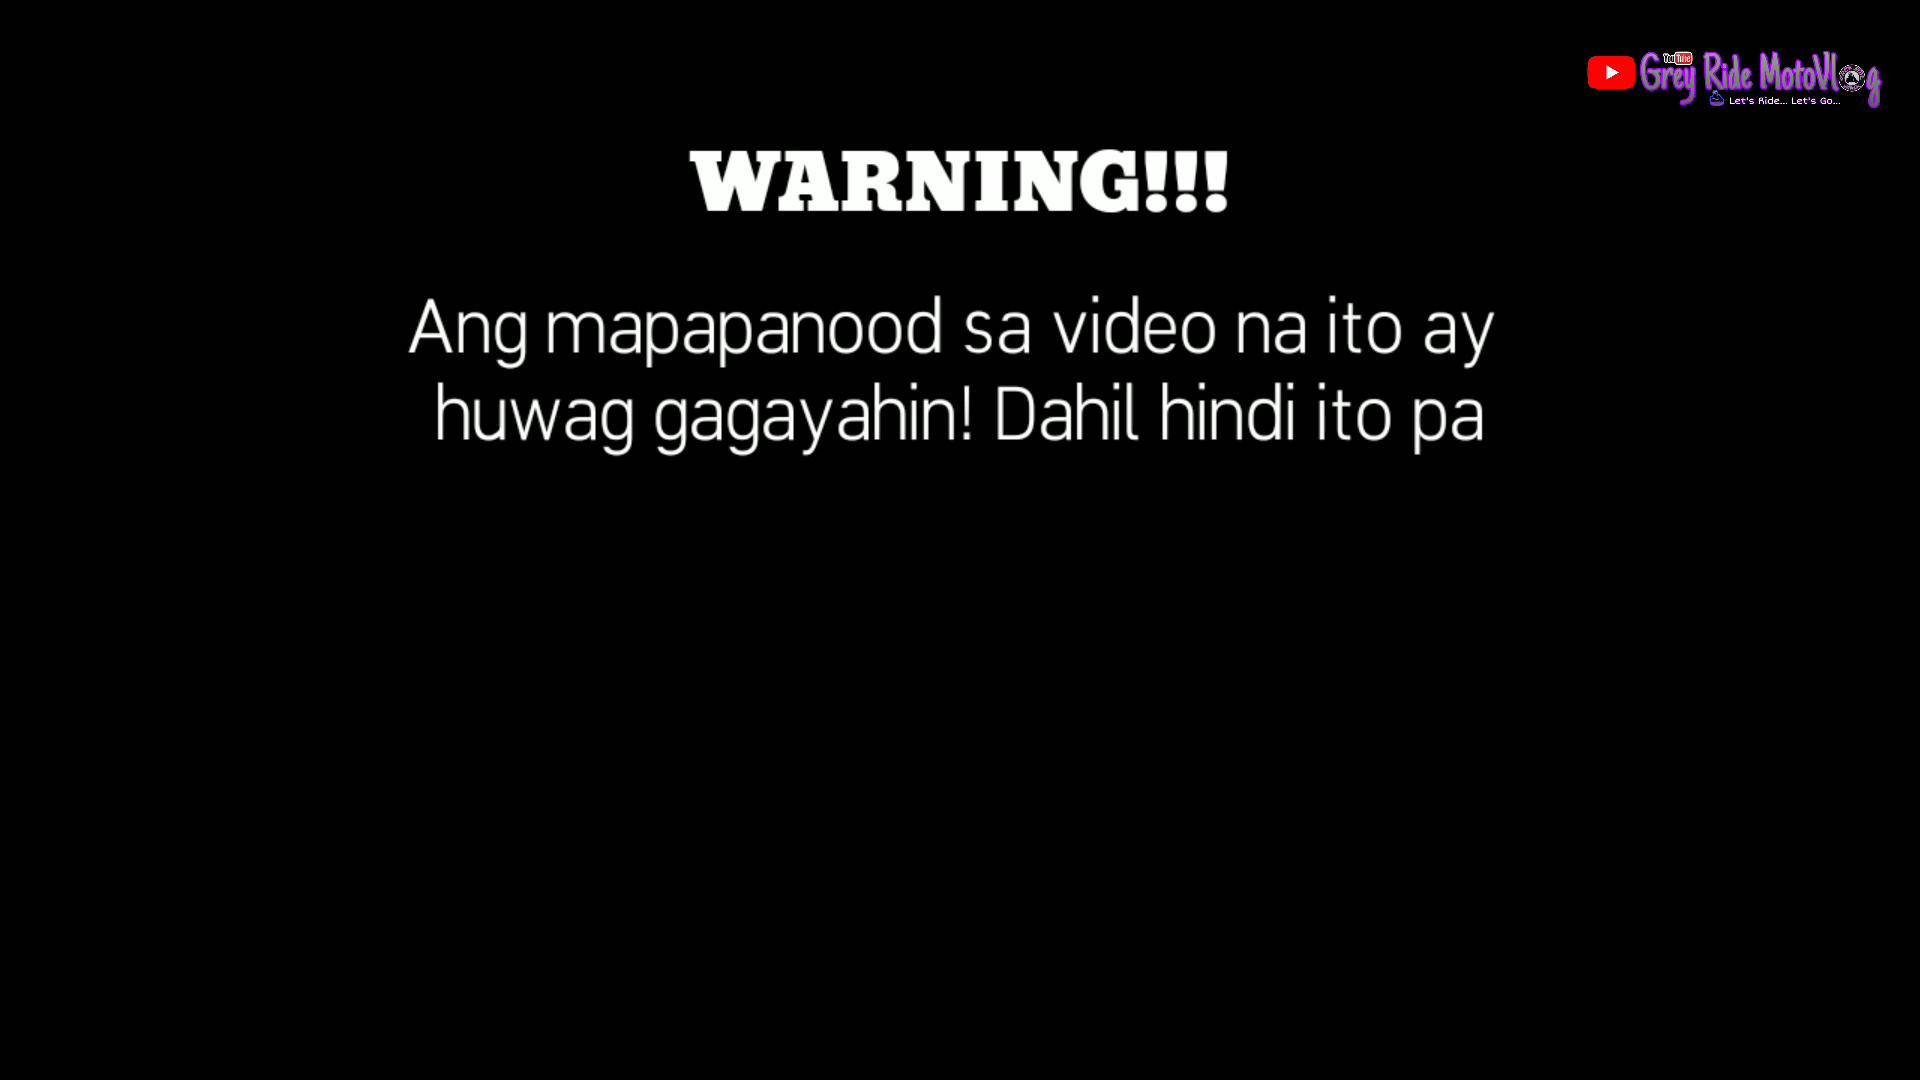 YouTube
Grey Ride MotoVlog
Let's Ride... Let's Go...
WARNING!!!
Ang mapapanood sa video na ito ay
huwag gagayahin! Dahil hindi ito pa